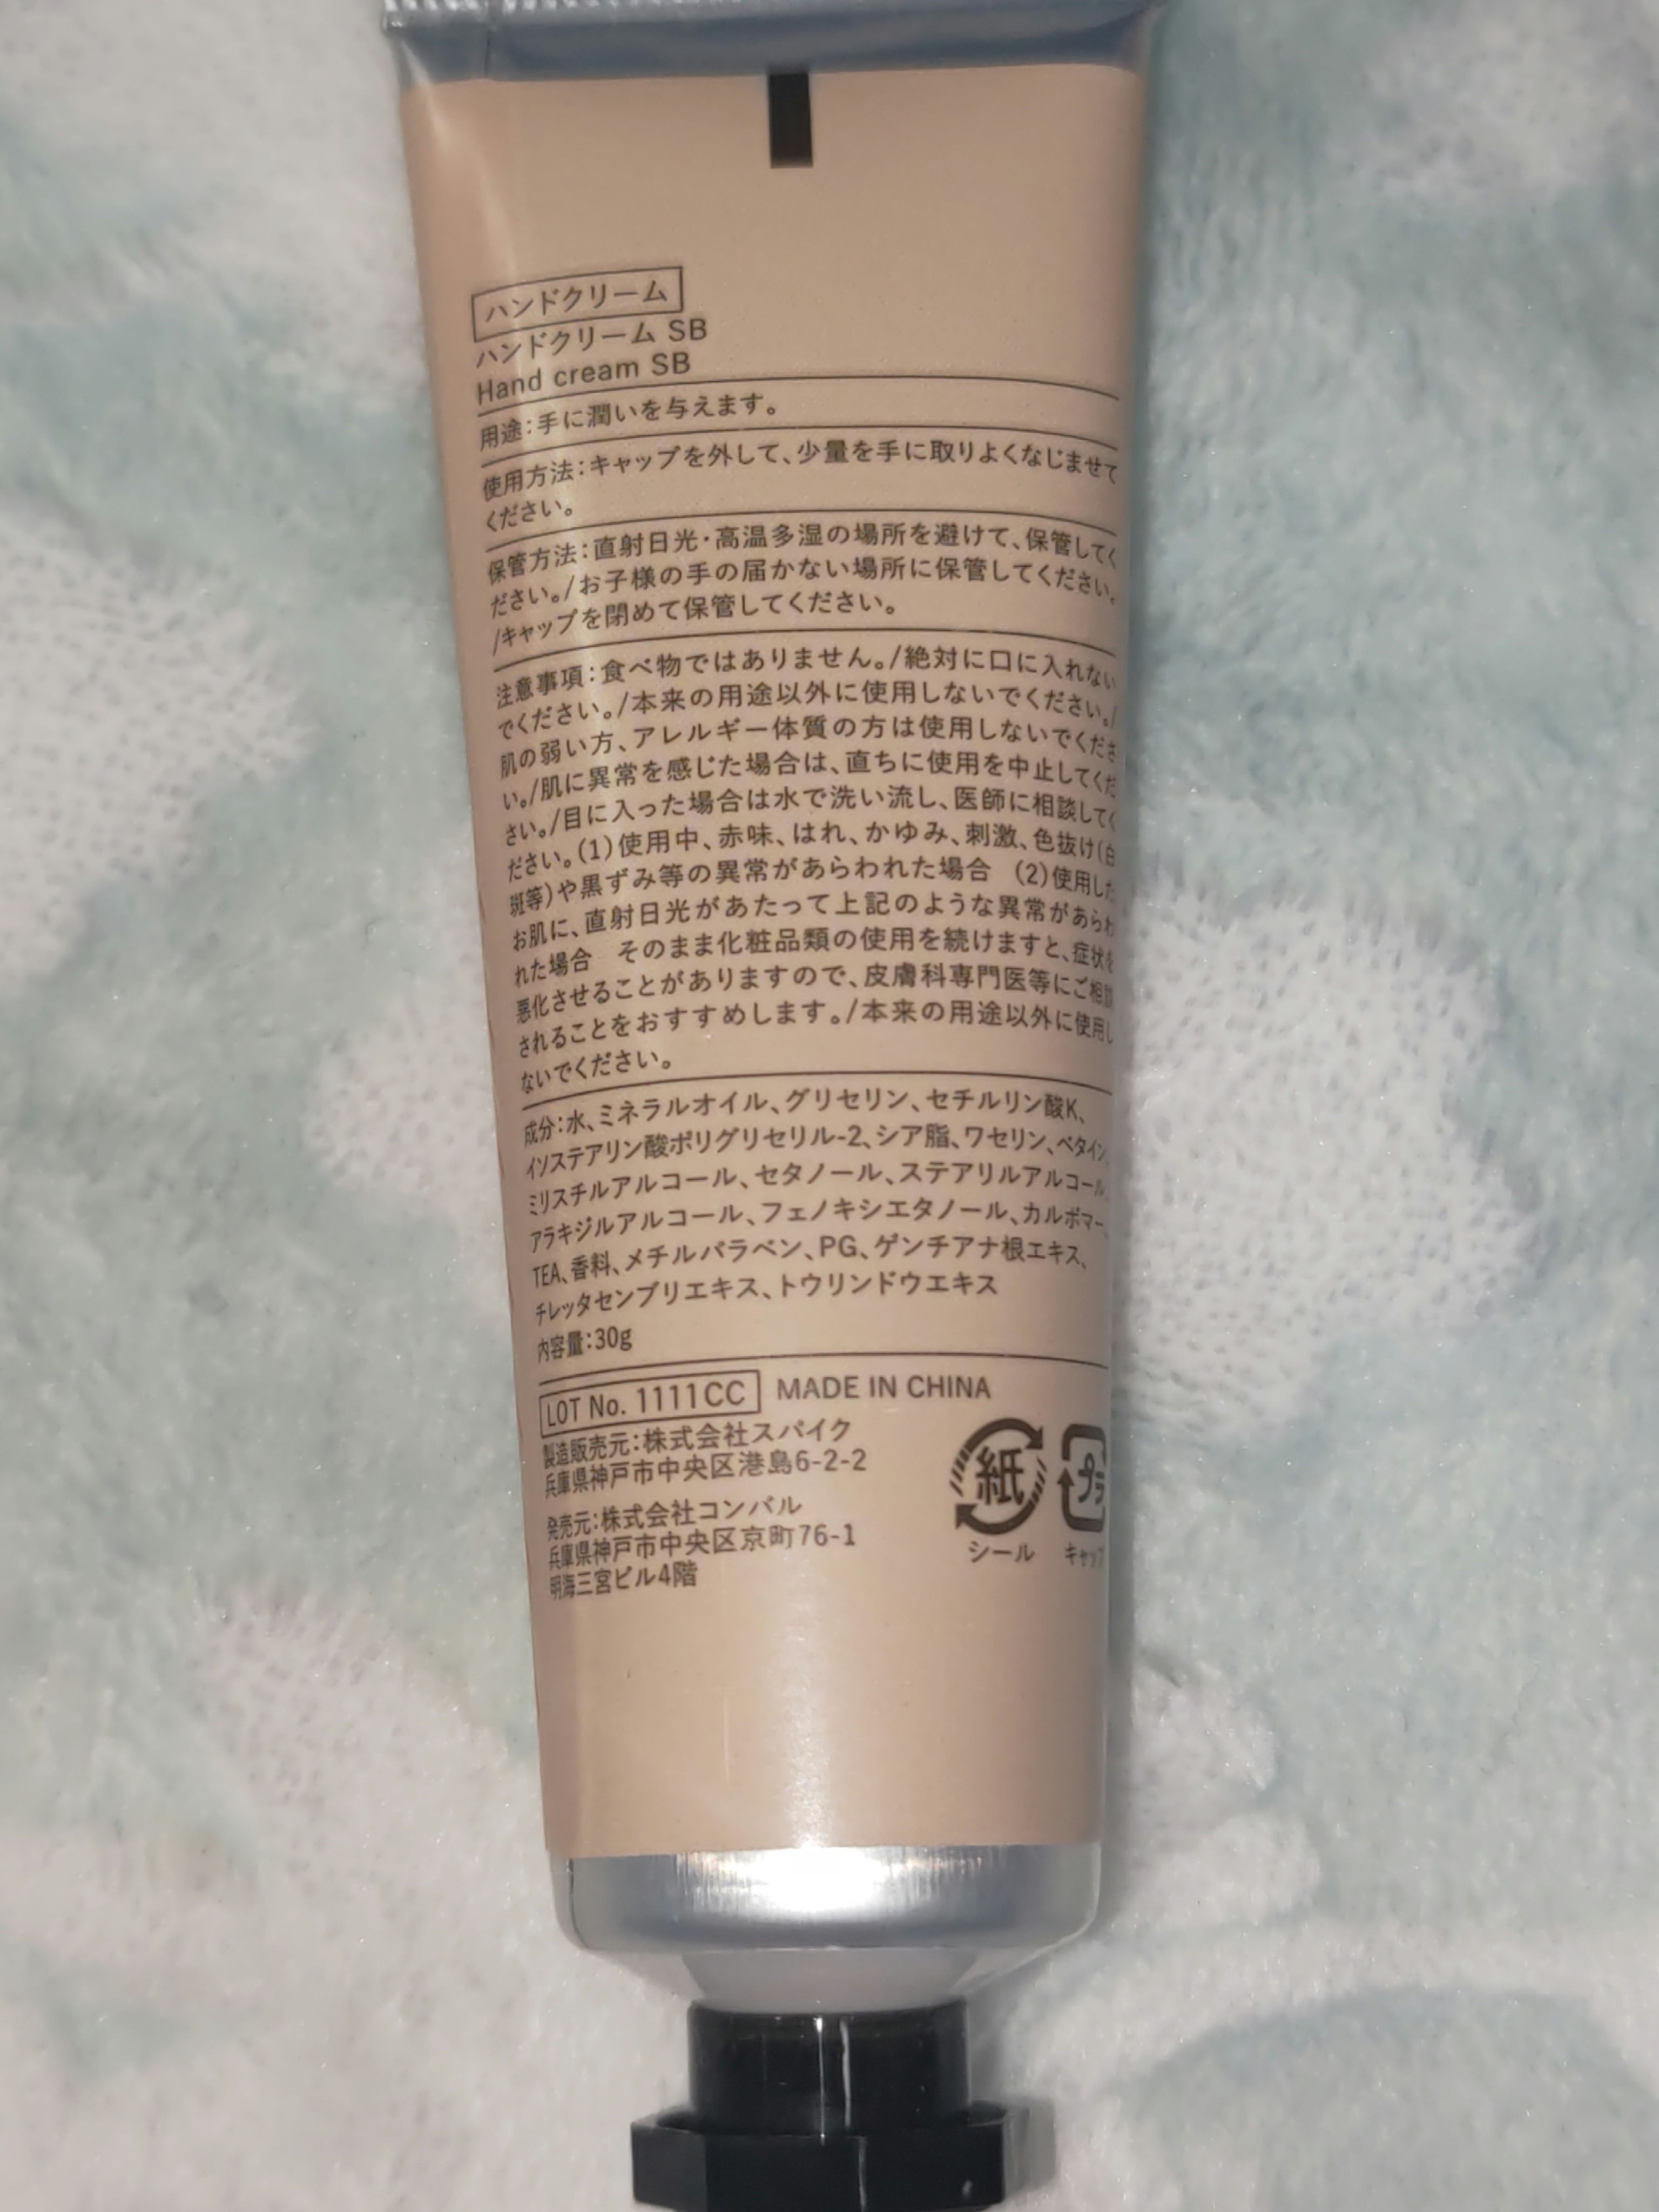 ハンドクリーム
ハンドクリーム SB
Hand cream SB
用途：手に潤いを与えます。
使用方法：キャップを外して、少量を手に取りよくなじませて
ください。
保管方法：直射日光・高温多湿の場所を避けて、保管してく
ださい。/お子様の手の届かない場所に保管してください。
/キャップを閉めて保管してください。
注意事項：食べ物ではありません。/絶対に口に入れない
でください。/本来の用途以外に使用しないでください。/
肌の弱い方、アレルギー体質の方は使用しないでくださ
い。/肌に異常を感じた場合は、直ちに使用を中止してくだ
さい。/目に入った場合は水で洗い流し、医師に相談してく
ださい。(1)使用中、赤味、はれ、かゆみ、刺激、色抜け(白
斑等)や黒ずみ等の異常があらわれた場合 (2)使用した
お肌に、直射日光があたって上記のような異常があらわ
れた場合 そのまま化粧品類の使用を続けますと、症状を
悪化させることがありますので、皮膚科専門医等にご相談
されることをおすすめします。/本来の用途以外に使用し
ないでください。
成分：水、ミネラルオイル、グリセリン、セチルリン酸K、
イソステアリン酸ポリグリセリル-2、シア脂、ワセリン、ベタイン、
ミリスチルアルコール、セタノール、ステアリルアルコール、
アラキジルアルコール、フェノキシエタノール、カルボマー、
TEA、香料、メチルパラベン、PG、ゲンチアナ根エキス、
チレッタセンブリエキス、トウリンドウエキス
内容量：30g
LOT No. 1111CC MADE IN CHINA
製造販売元：株式会社スパイク
兵庫県神戸市中央区港島6-2-2
発売元：株式会社コンバル
兵庫県神戸市中央区京町76-1
明海三宮ビル4階
紙 プラ
シール キャップ